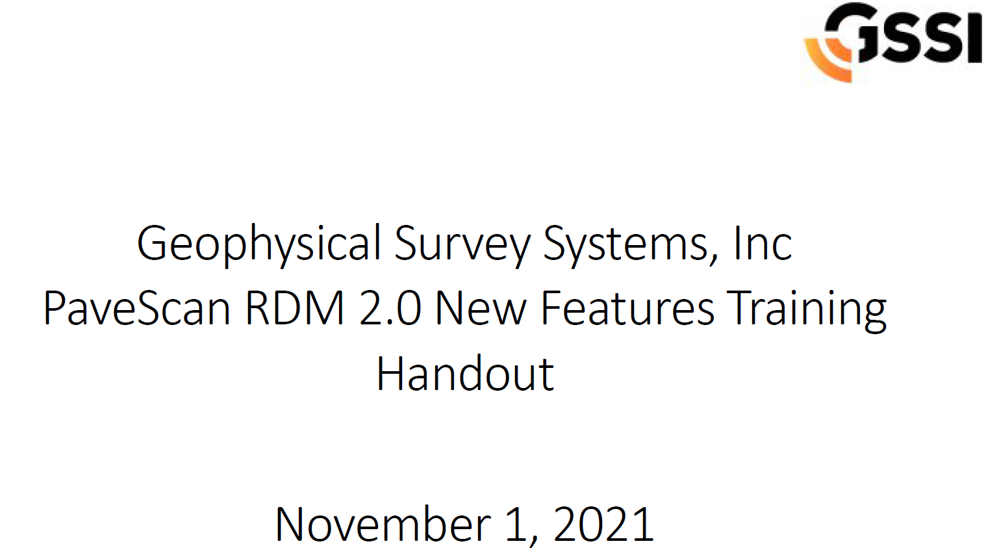 GSSI
Geophysical Survey Systems, Inc
PaveScan RDM 2.0 New Features Training
Handout
November 1, 2021